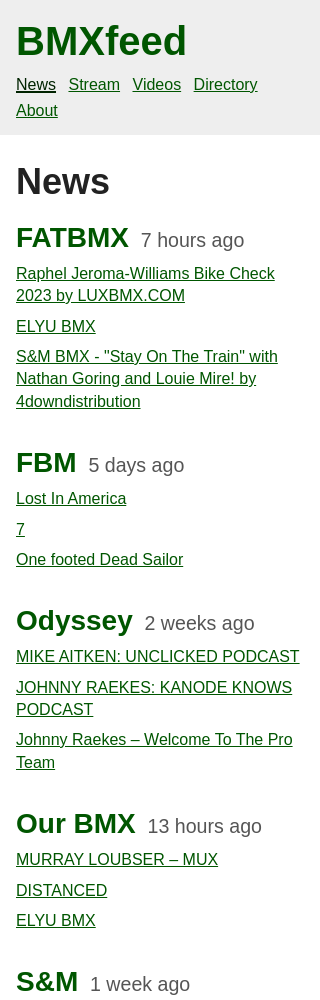 BMXfeed
News Stream Videos Directory
About
News
FATBMX 7 hours ago
Raphel Jeroma-Williams Bike Check
2023 by LUXBMX.COM
ELYU BMX
S&M BMX - "Stay On The Train" with
Nathan Goring and Louie Mire! by
4downdistribution
FBM 5 days ago
Lost In America
7
One footed Dead Sailor
Odyssey 2 weeks ago
MIKE AITKEN: UNCLICKED PODCAST
JOHNNY RAEKES: KANODE KNOWS
PODCAST
Johnny Raekes – Welcome To The Pro
Team
Our BMX 13 hours ago
MURRAY LOUBSER – MUX
DISTANCED
ELYU BMX
S&M 1 week ago